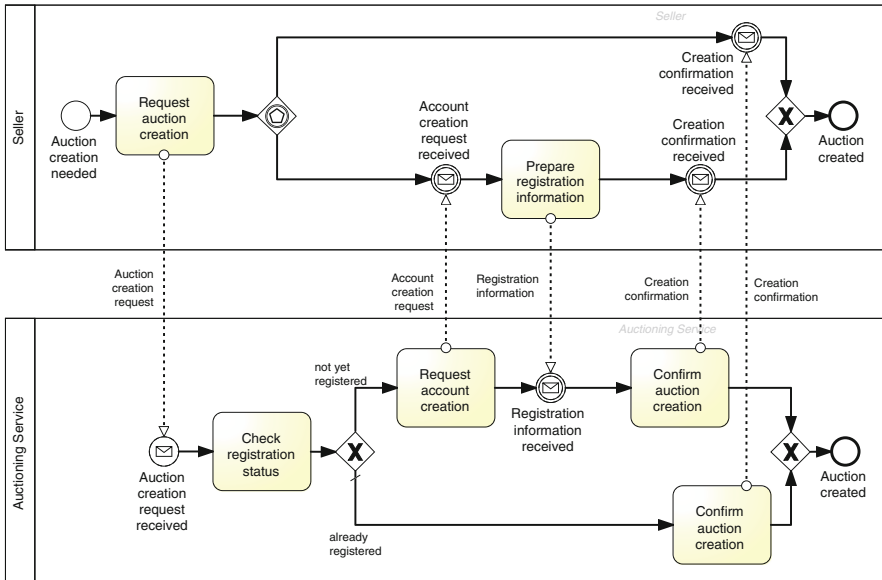 Seller
Seller
Request
auction
creation
Auction
creation
needed
Account
creation
request
received
Prepare
registration
information
Creation
confirmation
received
Creation
confirmation
received
X
Auction
created
Auction
creation
request
Account
creation
request
Registration
information
Creation
confirmation
Creation
confirmation
Auctioning Service
Auctioning Service
Auction
creation
request
received
Check
registration
status
X
not yet
registered
already
registered
Request
account
creation
Registration
information
received
Confirm
auction
creation
Confirm
auction
creation
X
Auction
created